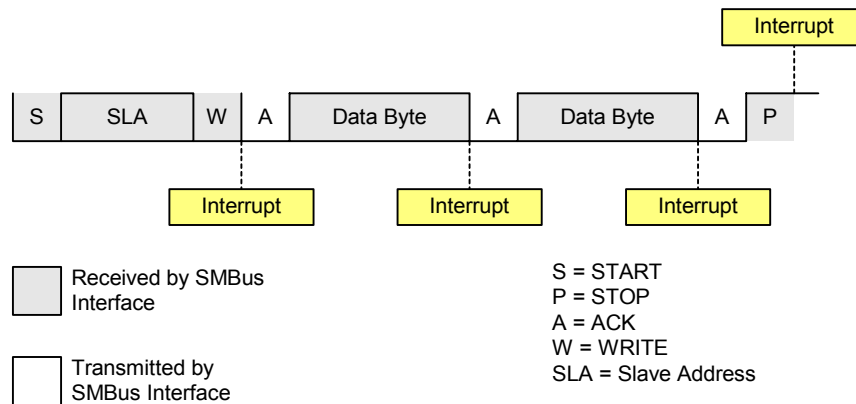 Interrupt
S SLA W A Data Byte A Data Byte A P
Interrupt Interrupt Interrupt
Received by SMBus
Interface
Transmitted by
SMBus Interface
S = START
P = STOP
A = ACK
W = WRITE
SLA = Slave Address